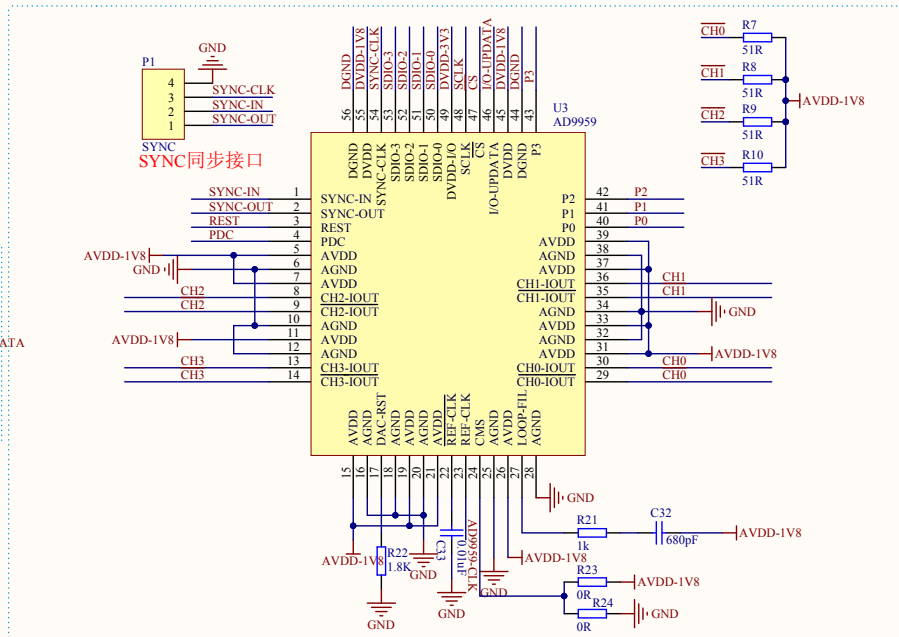 GND
P1
4
3
2
1
SYNC-CLK
SYNC-IN
SYNC-OUT
SYNC
SYNC同步接口
DGND
DVDD-1V8
SYNC-CLK
SDIO-3
SDIO-2
SDIO-1
SDIO-0
DVDD-3V3
SCLK
CS
I/O-UPDATA
DVDD-1V8
DGND
P3
56
55
54
53
52
51
50
49
48
47
46
45
44
43
U3
AD9959
DGND
DVDD
SYNC-CLK
SDIO-3
SDIO-2
SDIO-1
SDIO-0
DVDD-I/O
SCLK
CS
I/O-UPDATA
DVDD
DGND
P3
CH0
R7
51R
CH1
R8
51R
AVDD-1V8
CH2
R9
51R
CH3
R10
51R
SYNC-IN 1 SYNC-IN
SYNC-OUT 2 SYNC-OUT
REST 3 REST
PDC 4 PDC
AVDD-1V8 5 AVDD
GND 6 AGND
7 AVDD
CH2 8 CH2-IOUT
CH2 9 CH2-IOUT
10 AGND
AVDD-1V8 11 AVDD
12 AGND
CH3 13 CH3-IOUT
CH3 14 CH3-IOUT
ATA
P2 42 P2
P1 41 P1
P0 40 P0
AVDD 39
AGND 38
AVDD 37
CH1-IOUT 36 CH1
CH1-IOUT 35 CH1
AGND 34 GND
AVDD 33
AGND 32
AVDD 31 AVDD-1V8
CH0-IOUT 30 CH0
CH0-IOUT 29 CH0
AVDD
AGND
DAC-RST
AGND
AVDD
AGND
AVDD
REF-CLK
REF-CLK
CMS
AGND
AVDD
LOOP-FIL
AGND
15
16
17
18
19
20
21
22
23
24
25
26
27
28
GND
R21
1k
C32
680pF
AVDD-1V8
AVDD-1V8
R22
1.8K
GND
GND
C33
0.01uF
GND
AD9959-CLK
GND
AVDD-1V8
R23
0R
AVDD-1V8
R24
0R
GND